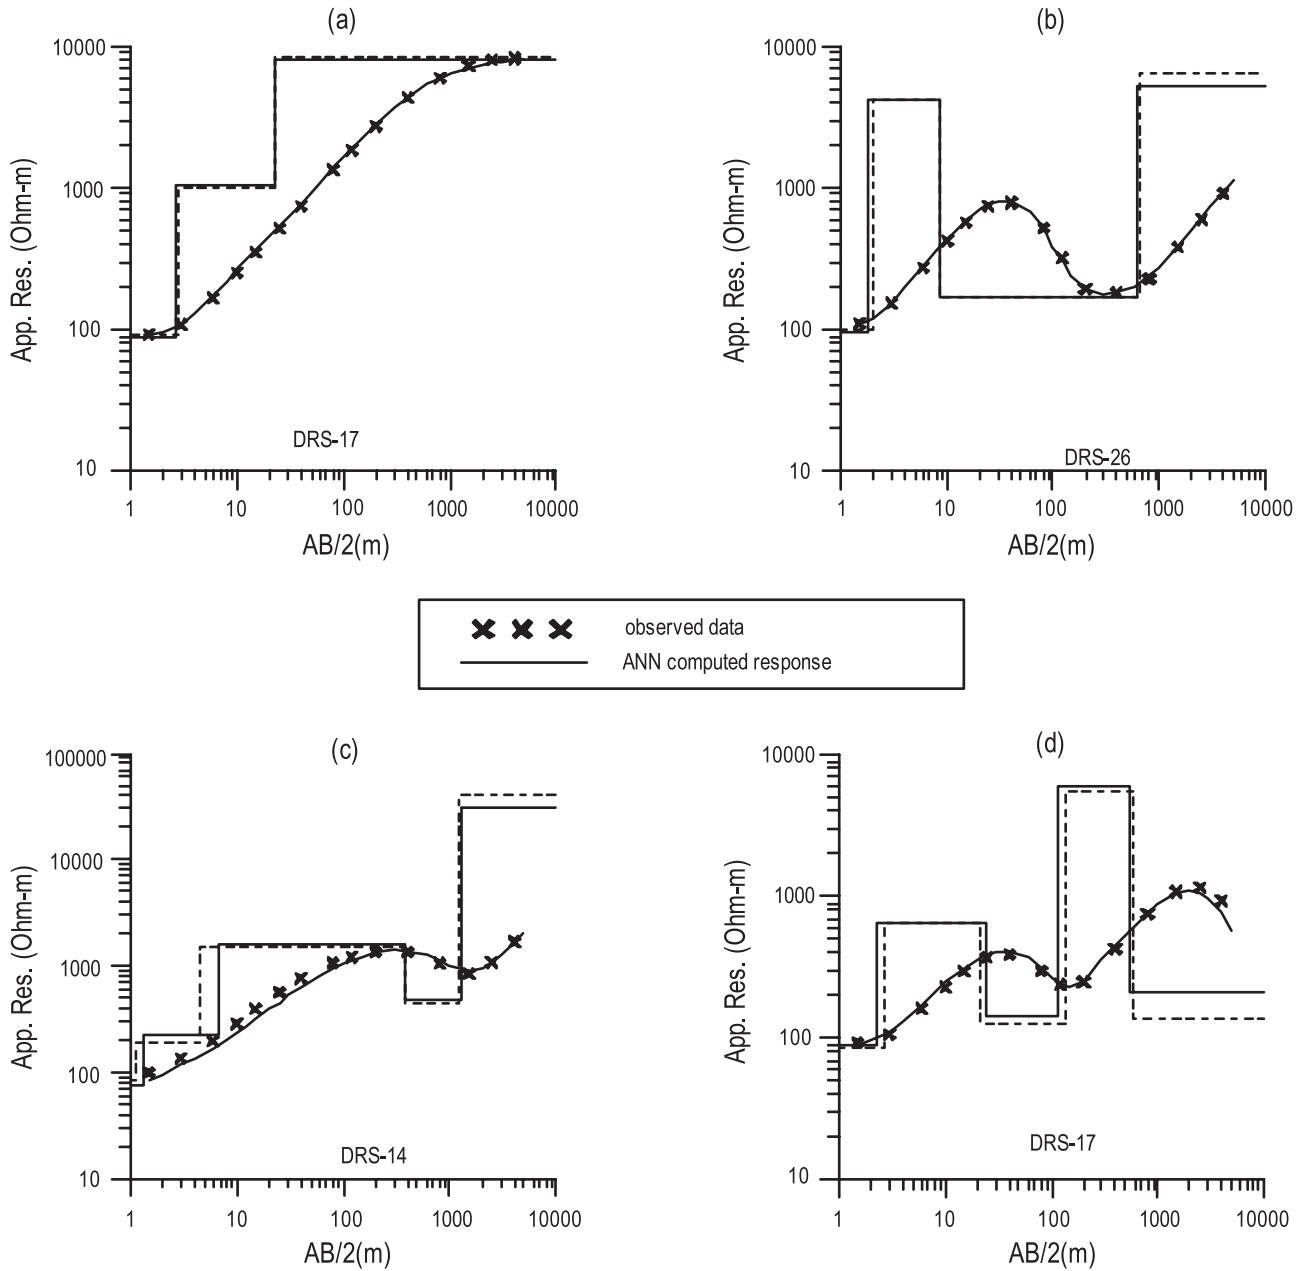 (a)
10000
1000
100
10
App. Res. (Ohm-m)
DRS-17
1
10
100
1000
10000
AB/2(m)
(b)
10000
1000
100
10
App. Res. (Ohm-m)
DRS-26
1
10
100
1000
10000
AB/2(m)
observed data
ANN computed response
(c)
100000
10000
1000
100
10
App. Res. (Ohm-m)
DRS-14
1
10
100
1000
10000
AB/2(m)
(d)
10000
1000
100
10
App. Res. (Ohm-m)
DRS-17
1
10
100
1000
10000
AB/2(m)